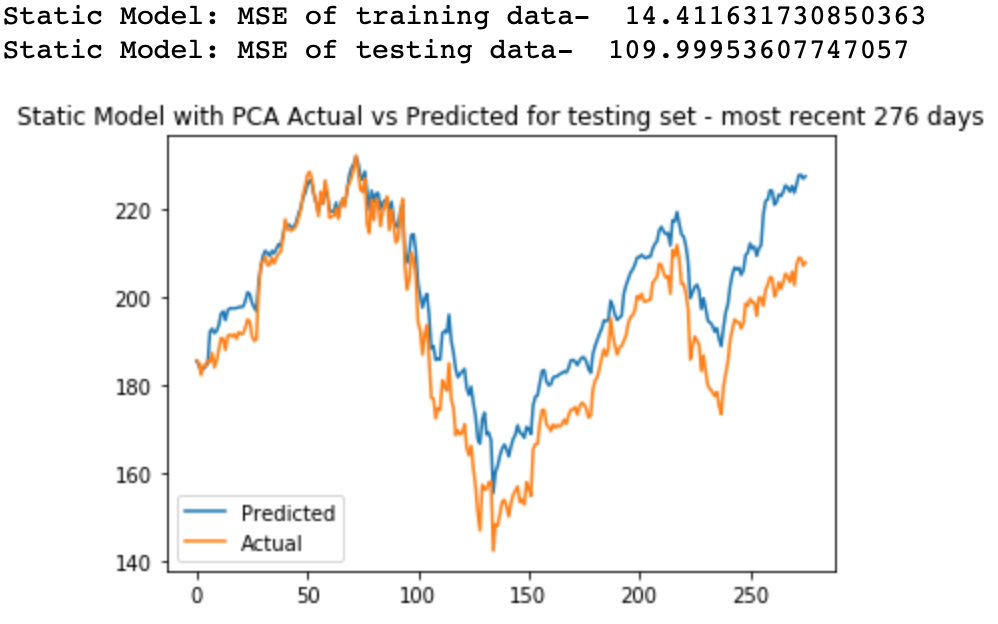 Static Model: MSE of training data-  14.411631730850363
Static Model: MSE of testing data-  109.99953607747057
Static Model with PCA Actual vs Predicted for testing set - most recent 276 days
220
200
180
160
140
Predicted
Actual
0 50 100 150 200 250